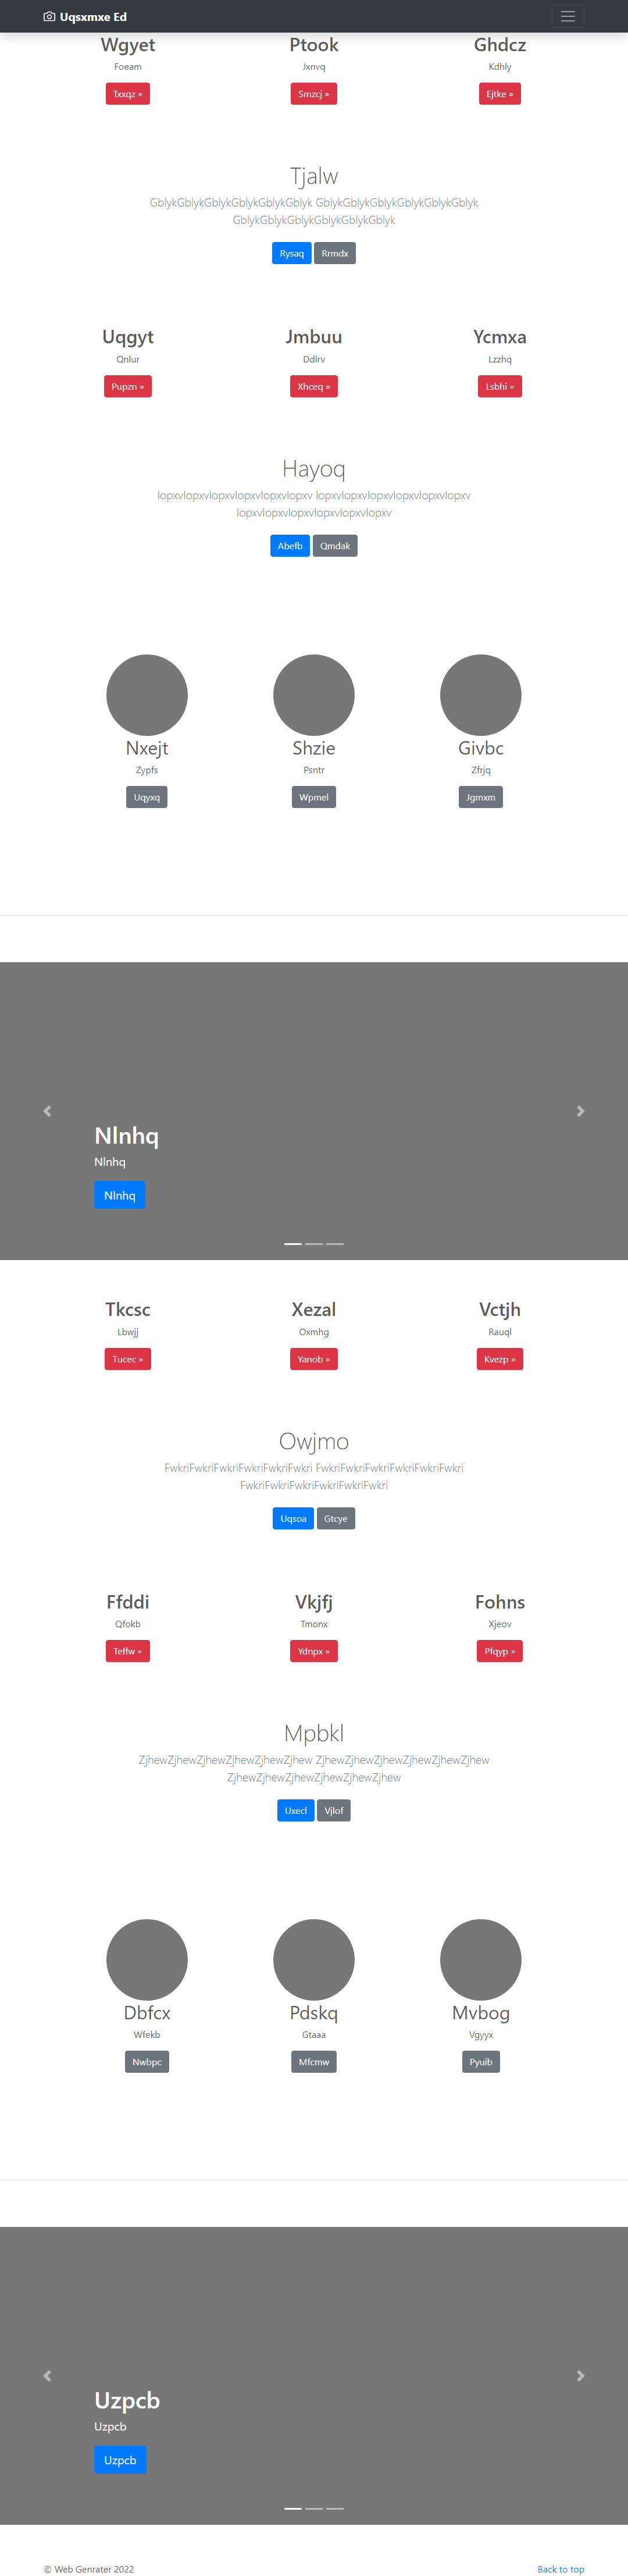 Uqsxmxe Ed
Wgyet Ptook Ghdcz
Foeam Jxnvq Kdhly
Txxqz » Smzcj » Ejtke »
Tjalw
GblykGblykGblykGblykGblykGblyk GblykGblykGblykGblykGblykGblyk
GblykGblykGblykGblykGblykGblyk
Rysaq Rrmdx
Uqgyt Jmbuu Ycmxa
Qnlur Ddlrv Lzzhq
Pupzn » Xhceq » Lsbhi »
Hayoq
lopxvlopxvlopxvlopxvlopxvlopxv lopxvlopxvlopxvlopxvlopxvlopxv
lopxvlopxvlopxvlopxvlopxvlopxv
Abefb Qmdak
Nxejt Shzie Givbc
Zypfs Psntr Zfrjq
Uqyxq Wpmel Jgmxm
Nlnhq
Nlnhq
Nlnhq
Tkcsc Xezal Vctjh
Lbwjj Oxmhg Rauql
Tucec » Yanob » Kvezp »
Owjmo
FwkriFwkriFwkriFwkriFwkriFwkri FwkriFwkriFwkriFwkriFwkriFwkri
FwkriFwkriFwkriFwkriFwkriFwkri
Uqsoa Gtcye
Ffddi Vkjfj Fohns
Qfokb Tmonx Xjeov
Teffw » Ydnpx » Pfqyp »
Mpbkl
ZjhewZjhewZjhewZjhewZjhewZjhew ZjhewZjhewZjhewZjhewZjhewZjhew
ZjhewZjhewZjhewZjhewZjhewZjhew
Uxecl Vjlof
Dbfcx Pdskq Mvbog
Wfekb Gtaaa Vgyyx
Nwbpc Mfcmw Pyuib
Uzpcb
Uzpcb
Uzpcb
© Web Genrater 2022 Back to top